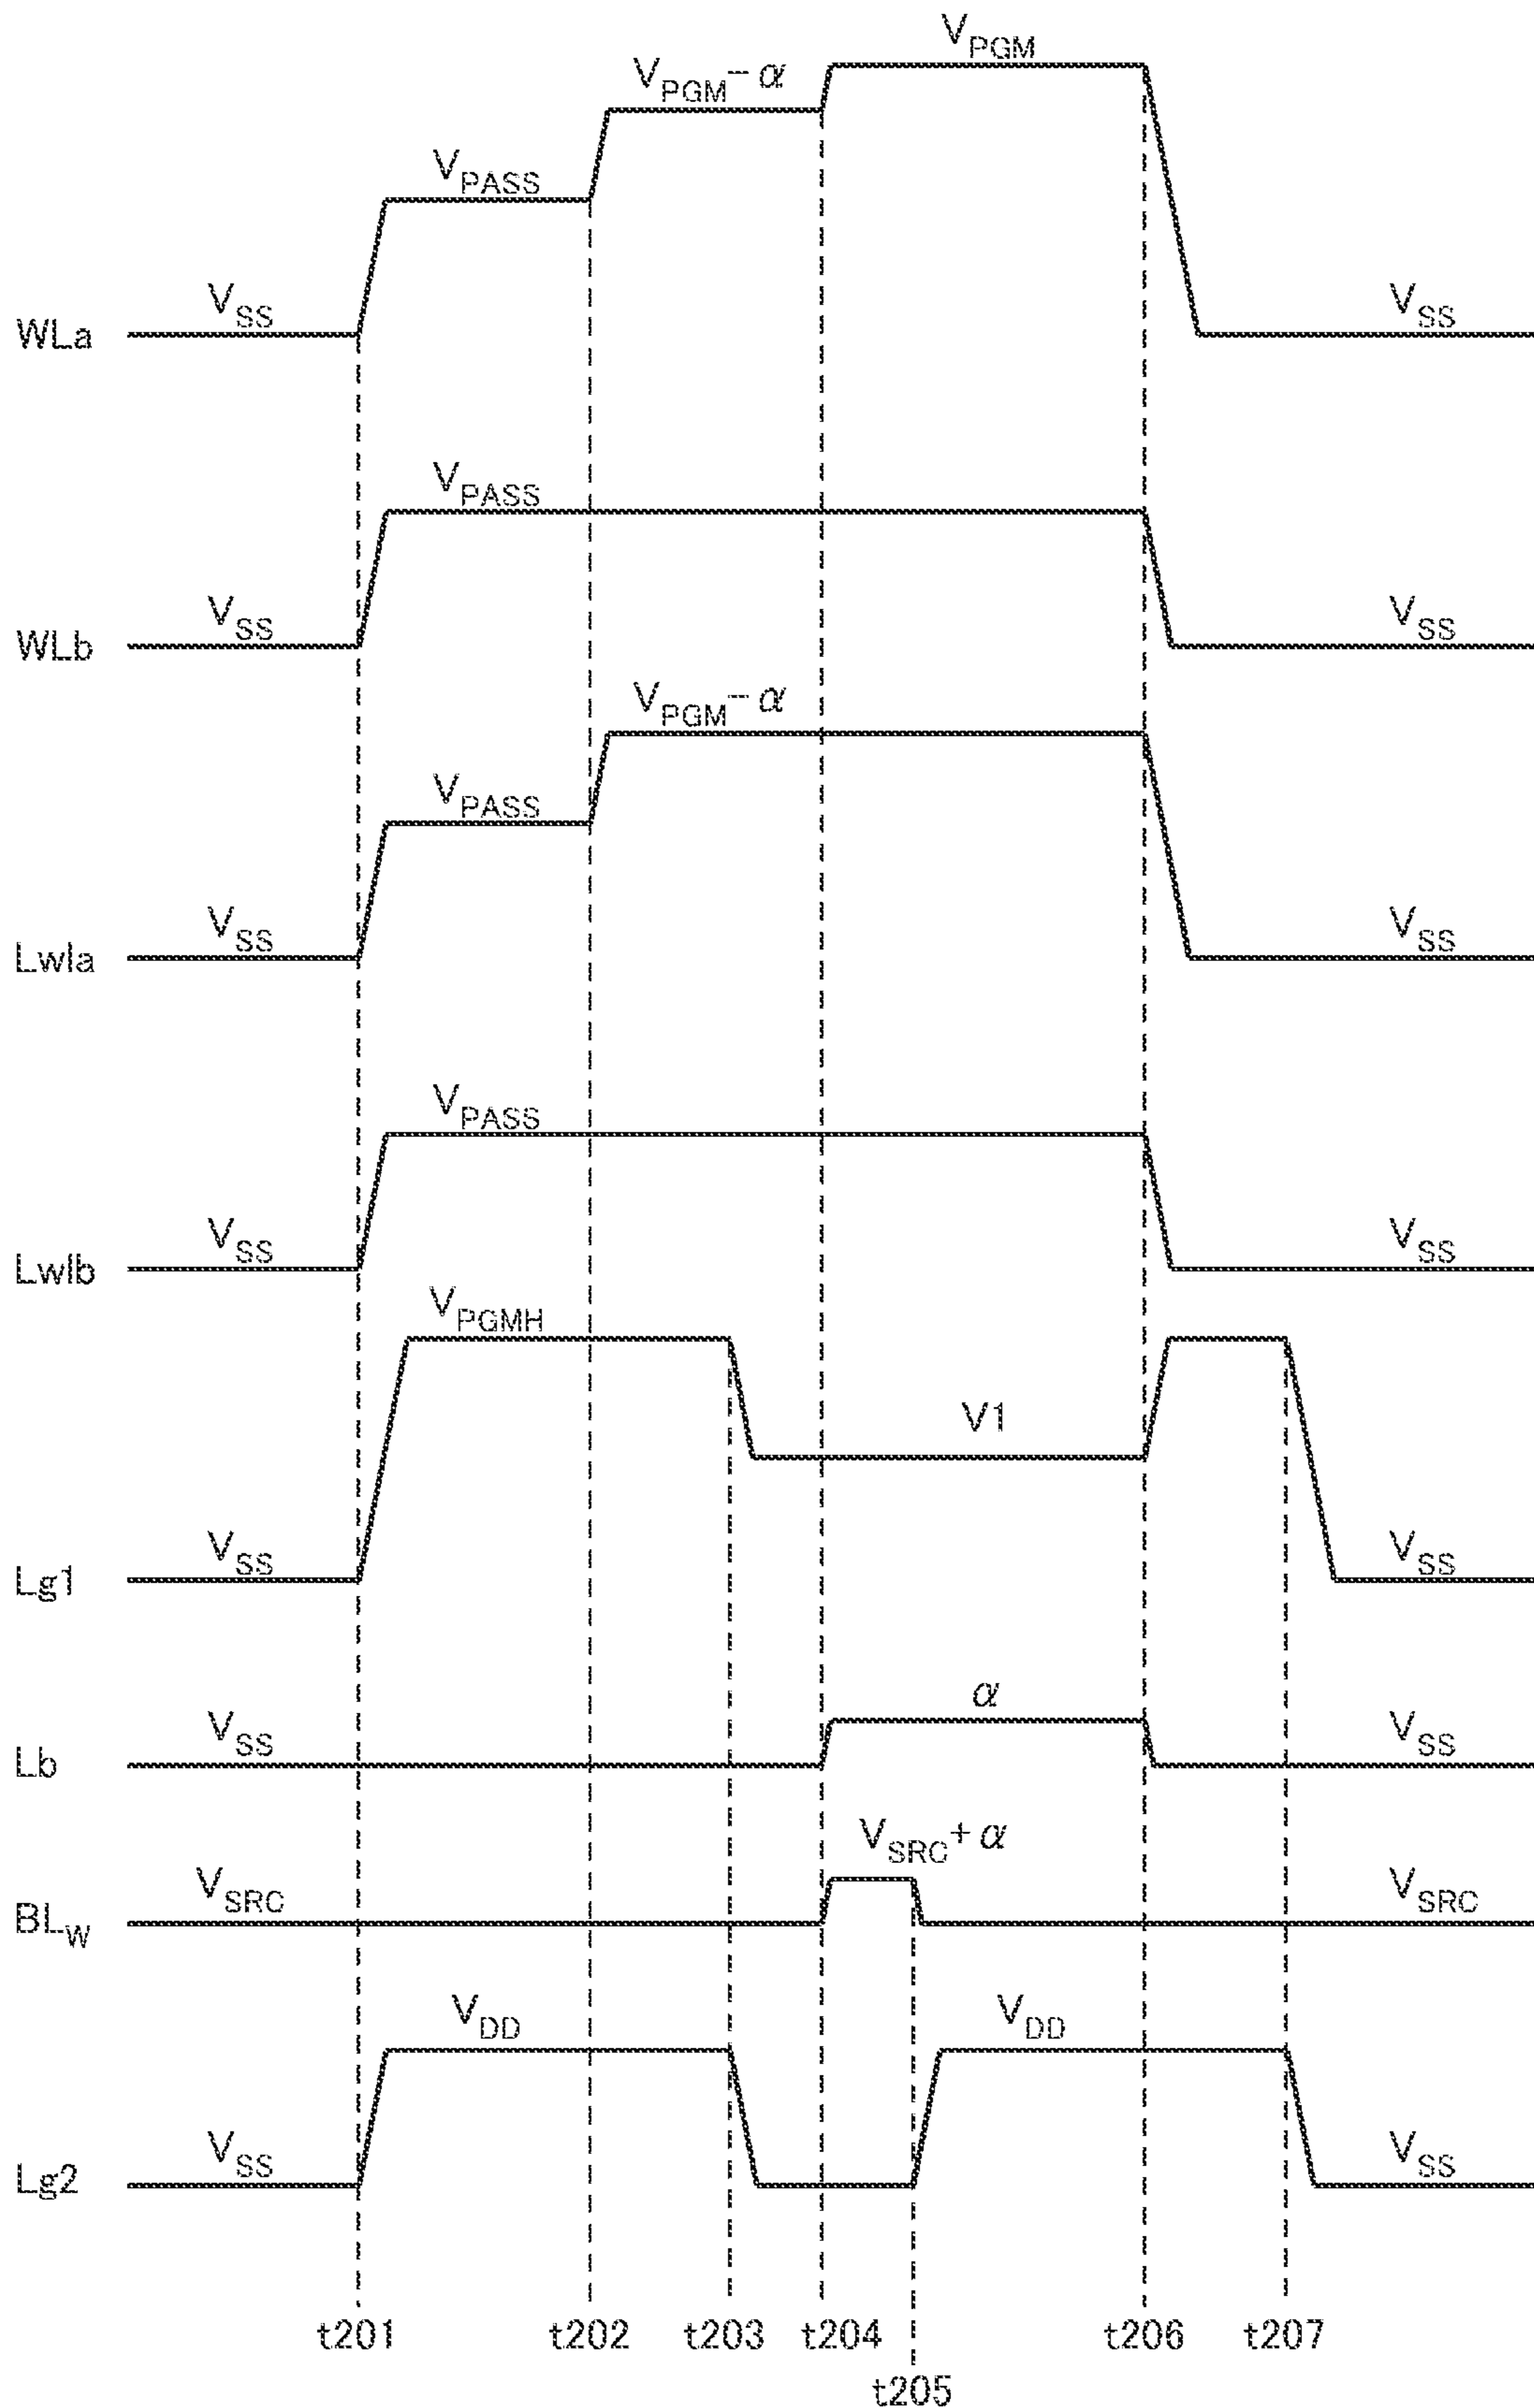 V_PGM
V_PGM − α
V_PASS
V_SS V_SS
WLa
V_PASS
V_SS V_SS
WLb
V_PGM − α
V_PASS
V_SS V_SS
Lwla
V_PASS
V_SS V_SS
Lwlb
V_PGMH
V1
V_SS V_SS
Lg1
α
V_SS V_SS
Lb
V_SRC + α
V_SRC V_SRC
BL_W
V_DD V_DD
V_SS V_SS
Lg2
t201 t202 t203 t204 t206 t207
t205